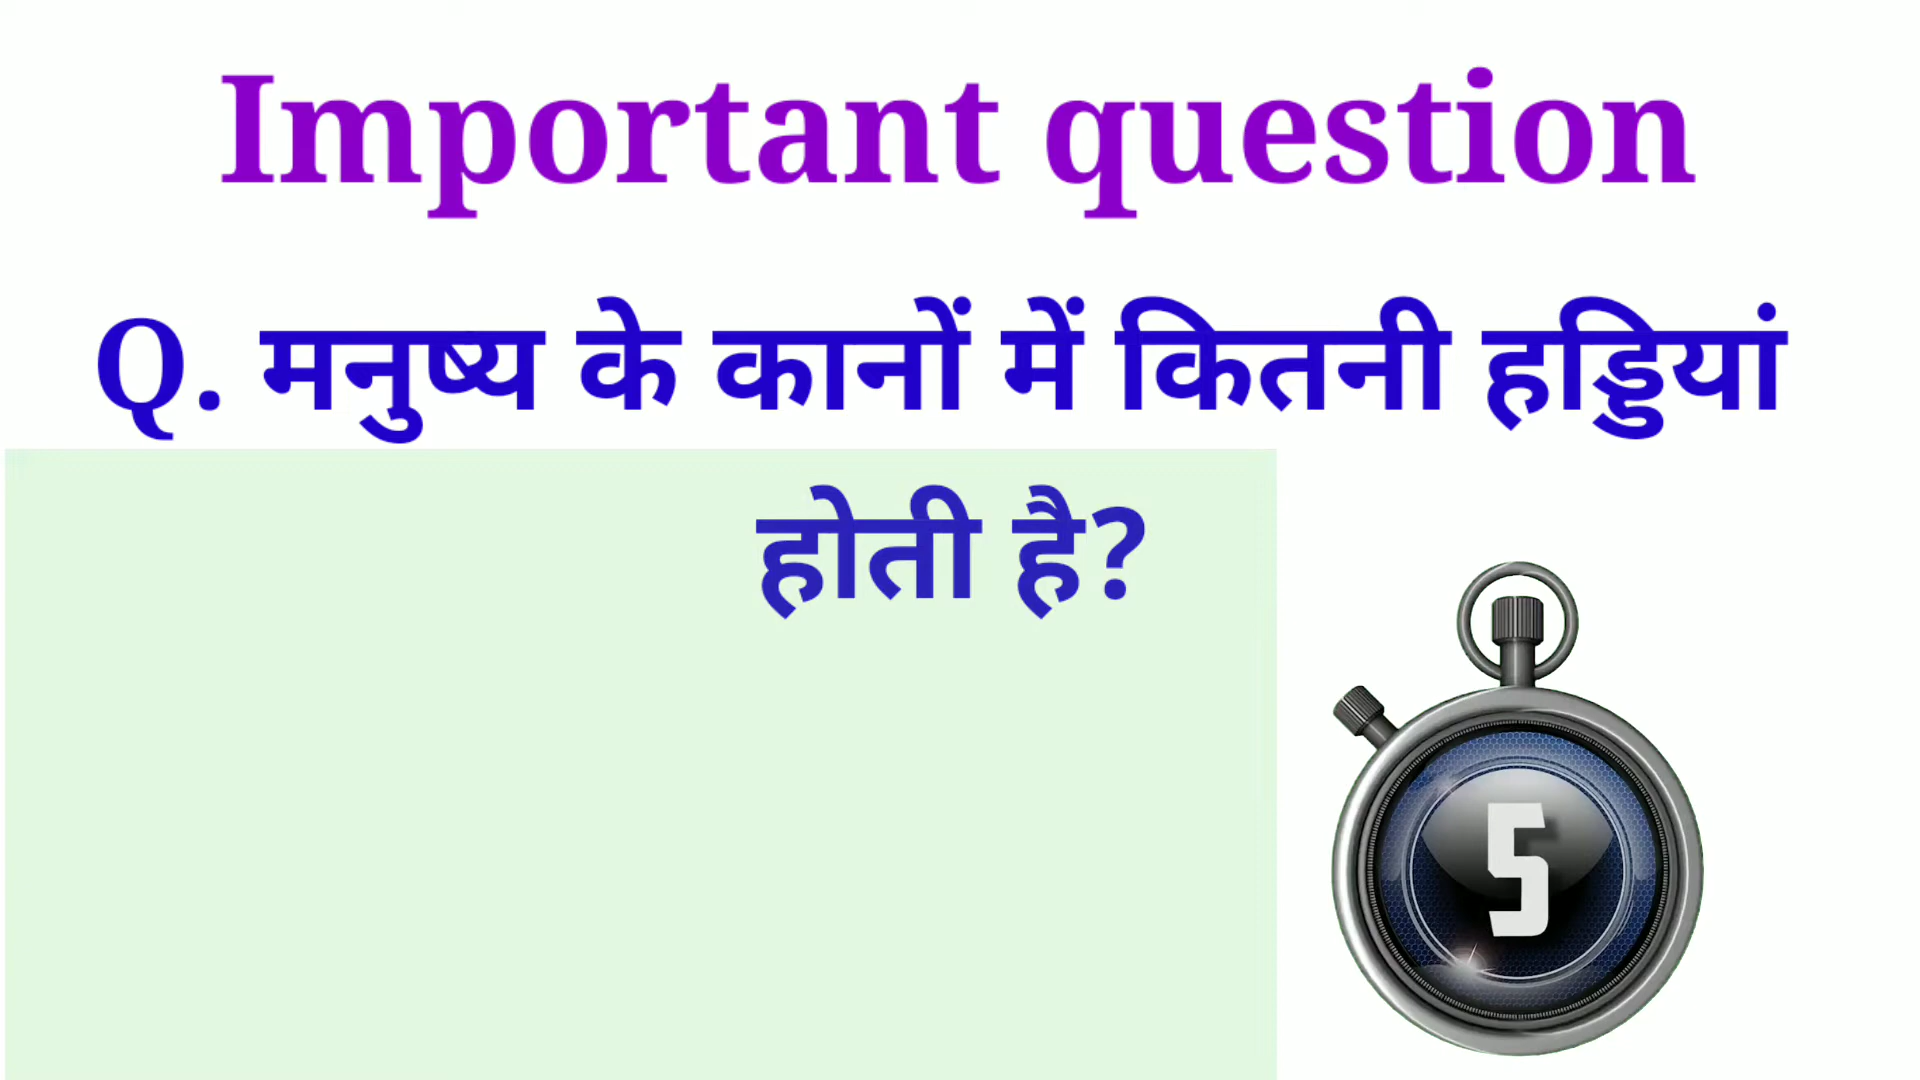 Important question
Q. मनुष्य के कानों में कितनी हड्डियां
होती है?
5